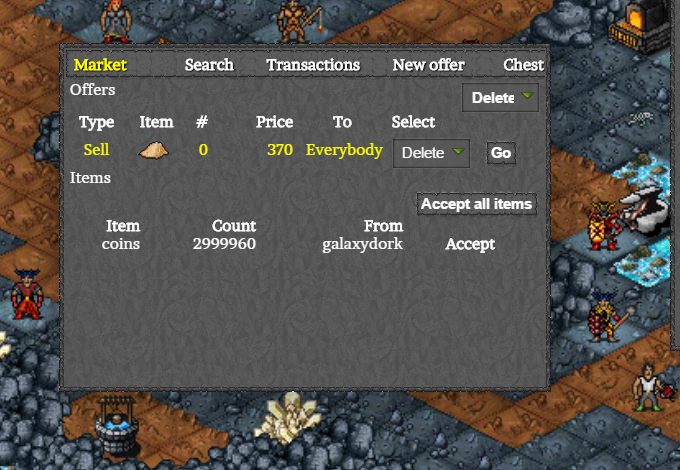 Market Search Transactions New offer Chest
Offers
Delete
Type Item # Price To Select
Sell 0 370 Everybody Delete Go
Items
Accept all items
Item Count From
coins 2999960 galaxydork Accept